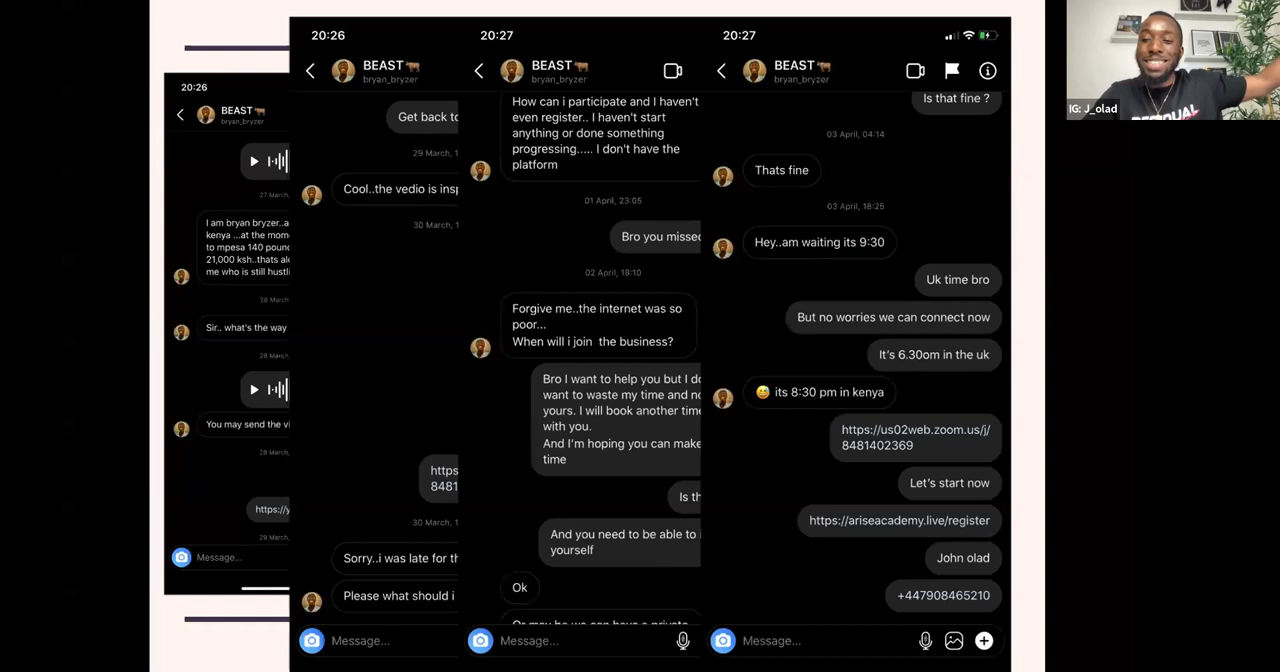 20:26
BEAST
bryan_bryzer
27 March,
I am bryan bryzer..a
kenya ...at the mom
to mpesa 140 pound
21,000 ksh..thats al
me who is still hustli
28 March
Sir.. what's the way
28 March,
You may send the vi
28 March,
https://y
29 March,
Message...
20:26
BEAST
bryan_bryzer
Get back to
29 March, 1
Cool..the vedio is insp
30 March, 1
https
8481
30 March, 1
Sorry..i was late for th
Please what should i
Message...
20:27
BEAST
bryan_bryzer
How can i participate and I haven't
even register.. I haven't start
anything or done something
progressing..... I don't have the
platform
01 April, 23:05
Bro you missed
02 April, 18:10
Forgive me..the internet was so
poor...
When will i join the business?
Bro I want to help you but I do
want to waste my time and no
yours. I will book another time
with you.
And I'm hoping you can make
time
Is th
And you need to be able to
yourself
Ok
Or may be we can have a private
Message...
20:27
BEAST
bryan_bryzer
Is that fine ?
03 April, 04:14
Thats fine
03 April, 18:25
Hey..am waiting its 9:30
Uk time bro
But no worries we can connect now
It's 6.30om in the uk
its 8:30 pm in kenya
https://us02web.zoom.us/j/
8481402369
Let's start now
https://ariseacademy.live/register
John olad
+447908465210
Message...
IG: J_olad